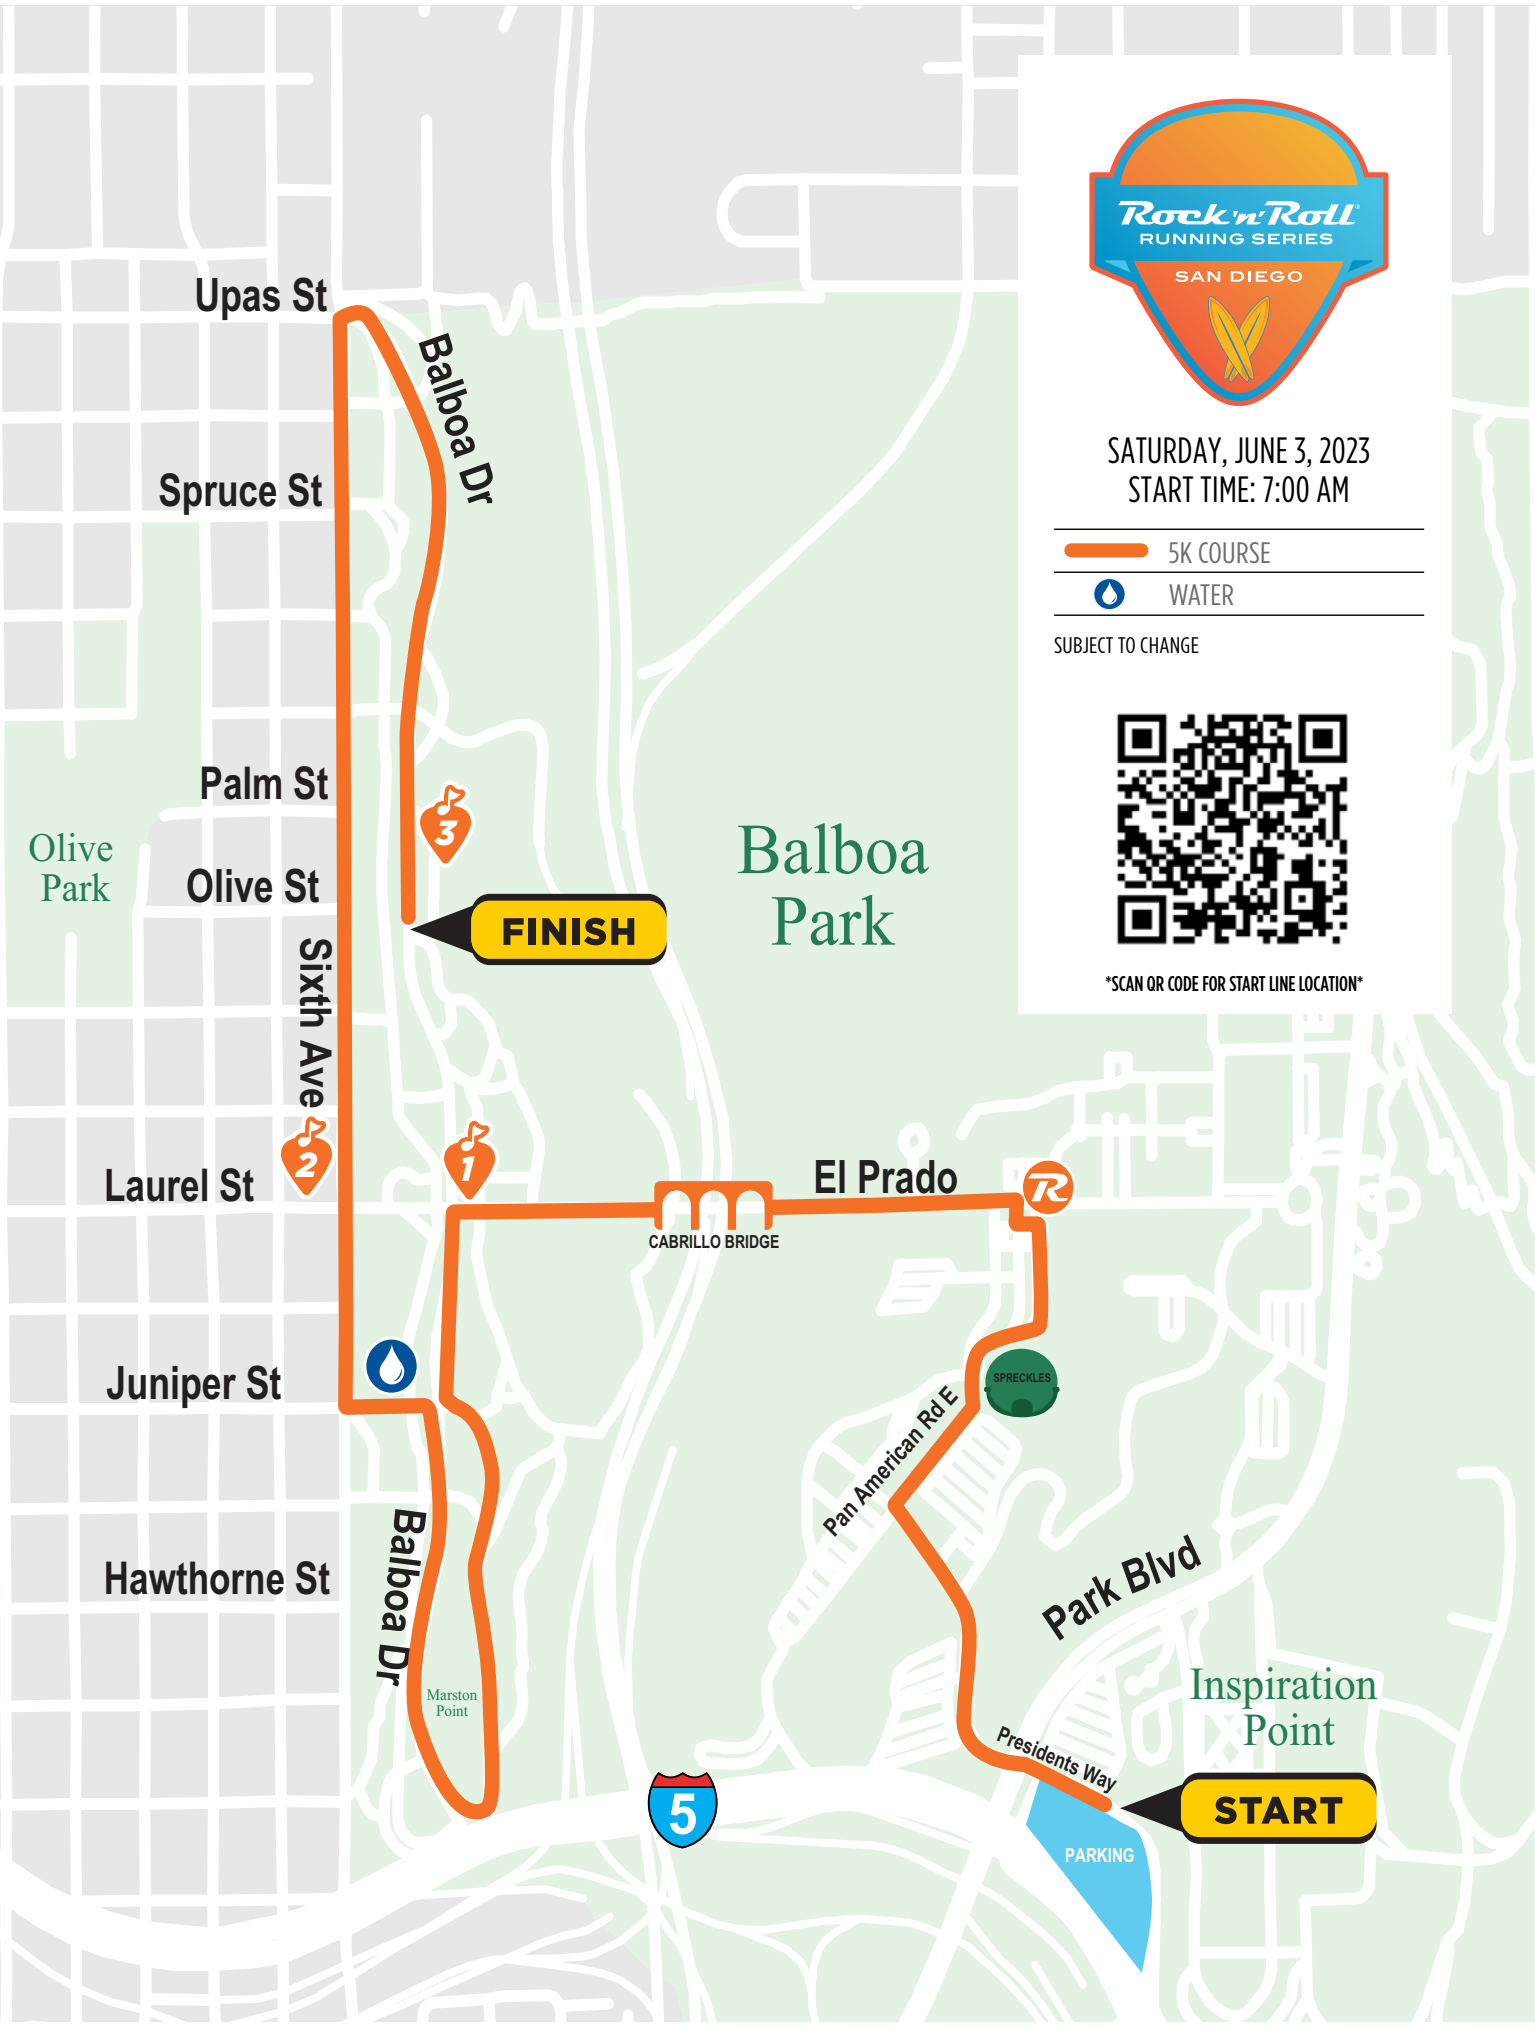 Rock 'n' Roll®
RUNNING SERIES
SAN DIEGO
SATURDAY, JUNE 3, 2023
START TIME: 7:00 AM
5K COURSE
WATER
SUBJECT TO CHANGE
*SCAN QR CODE FOR START LINE LOCATION*
Upas St
Balboa Dr
Spruce St
Palm St
3
Olive
Park
Balboa
Park
Olive St
FINISH
Sixth Ave
2
1
Laurel St
El Prado
R
CABRILLO BRIDGE
Juniper St
SPRECKLES
Pan American Rd E
Hawthorne St
Balboa Dr
Park Blvd
Marston
Point
Inspiration
Point
Presidents Way
5
START
PARKING